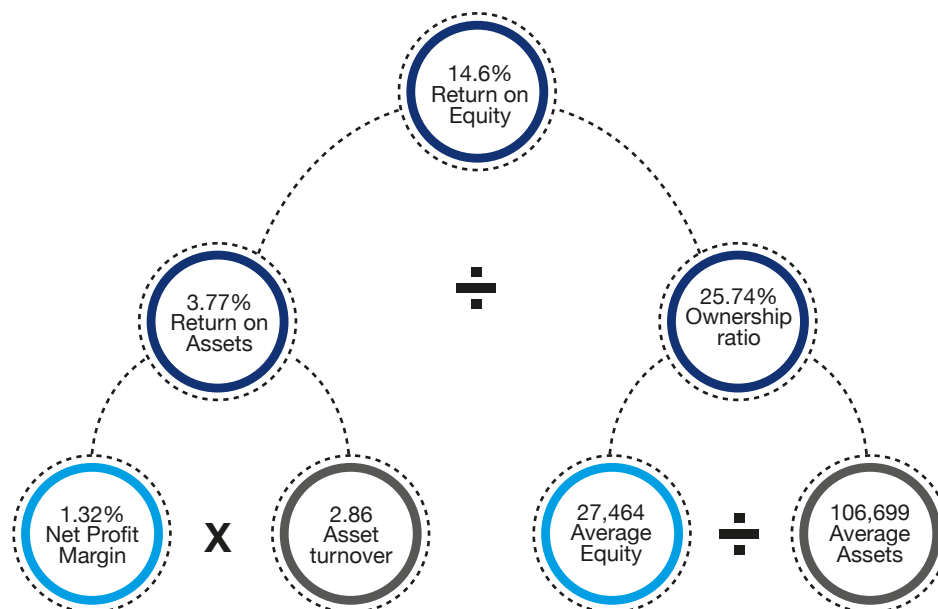 14.6%
Return on
Equity
÷
3.77%
Return on
Assets
25.74%
Ownership
ratio
1.32%
Net Profit
Margin
X
2.86
Asset
turnover
27,464
Average
Equity
÷
106,699
Average
Assets